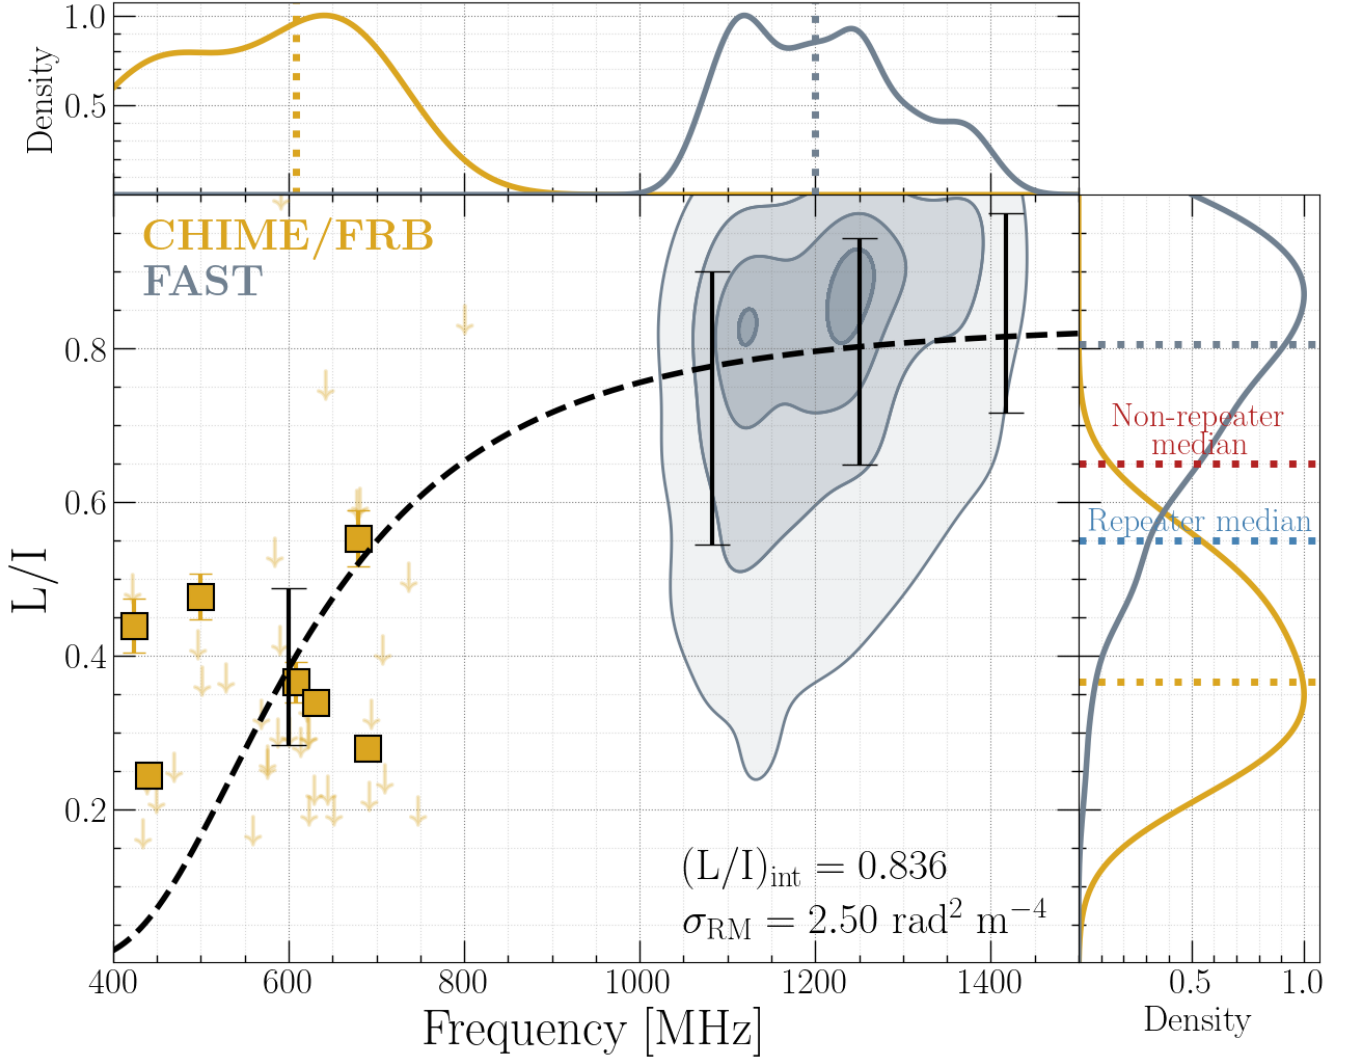 Density
1.0
0.5
CHIME/FRB
FAST
L/I
0.8
0.6
0.4
0.2
Non-repeater
median
Repeater median
(L/I)int = 0.836
σRM = 2.50 rad² m⁻⁴
400 600 800 1000 1200 1400
Frequency [MHz]
0.5 1.0
Density